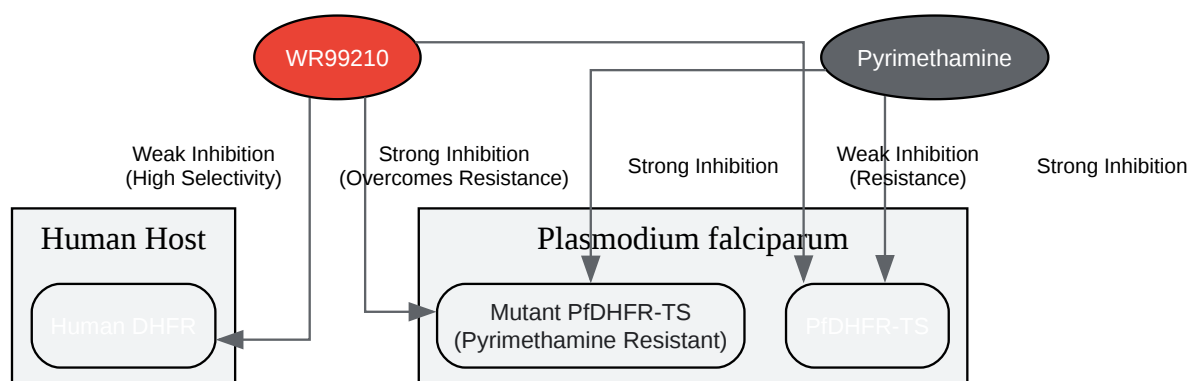 WR99210
Pyrimethamine
Weak Inhibition
(High Selectivity)
Strong Inhibition
(Overcomes Resistance)
Strong Inhibition
Weak Inhibition
(Resistance)
Strong Inhibition
Human Host
Plasmodium falciparum
Human DHFR
Mutant PfDHFR-TS
(Pyrimethamine Resistant)
PfDHFR-TS